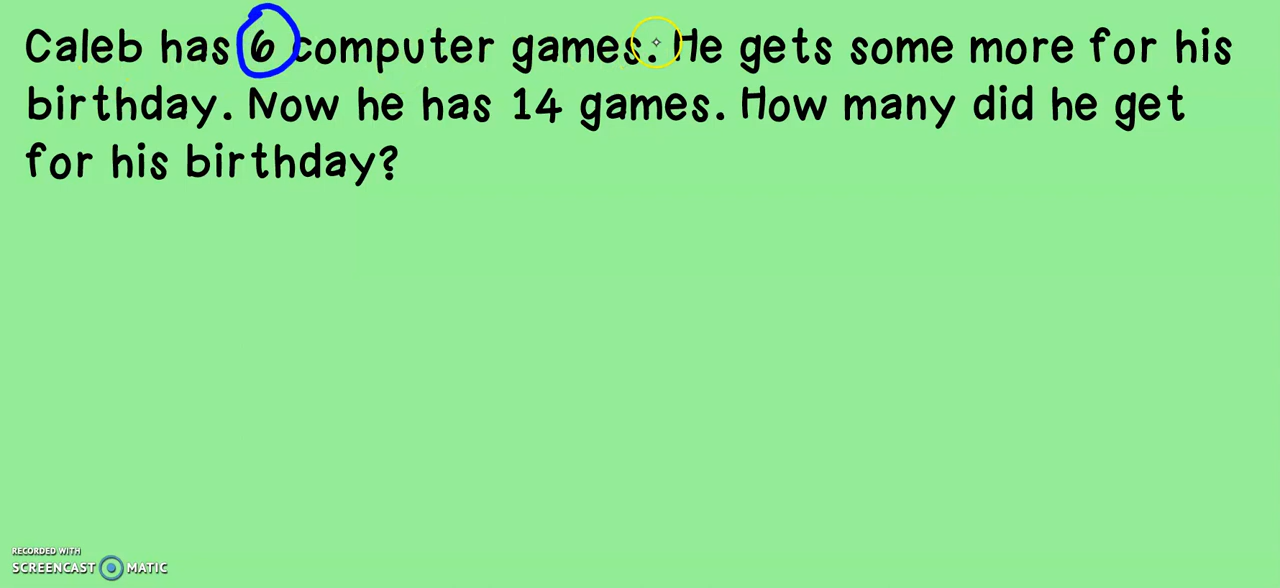 Caleb has 6 computer games. He gets some more for his
birthday. Now he has 14 games. How many did he get
for his birthday?
RECORDED WITH
SCREENCAST MATIC